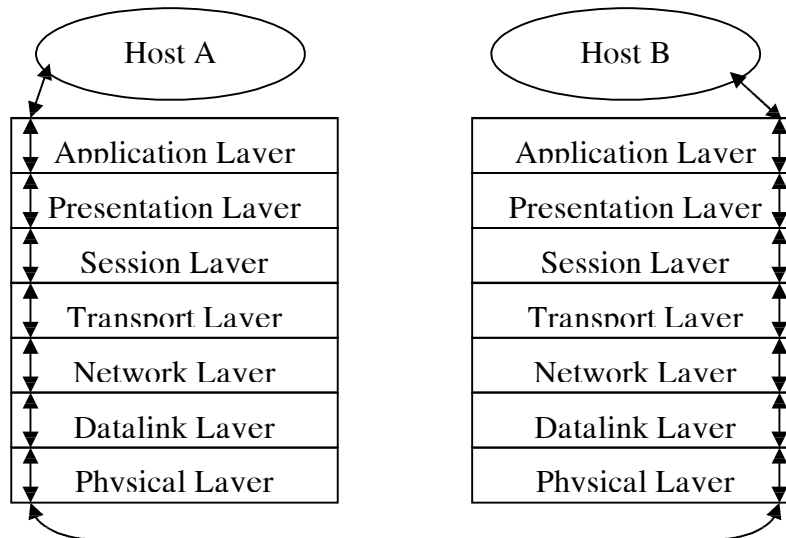 Host A
Host B
Application Layer
Presentation Layer
Session Layer
Transport Layer
Network Layer
Datalink Layer
Physical Layer
Application Layer
Presentation Layer
Session Layer
Transport Layer
Network Layer
Datalink Layer
Physical Layer